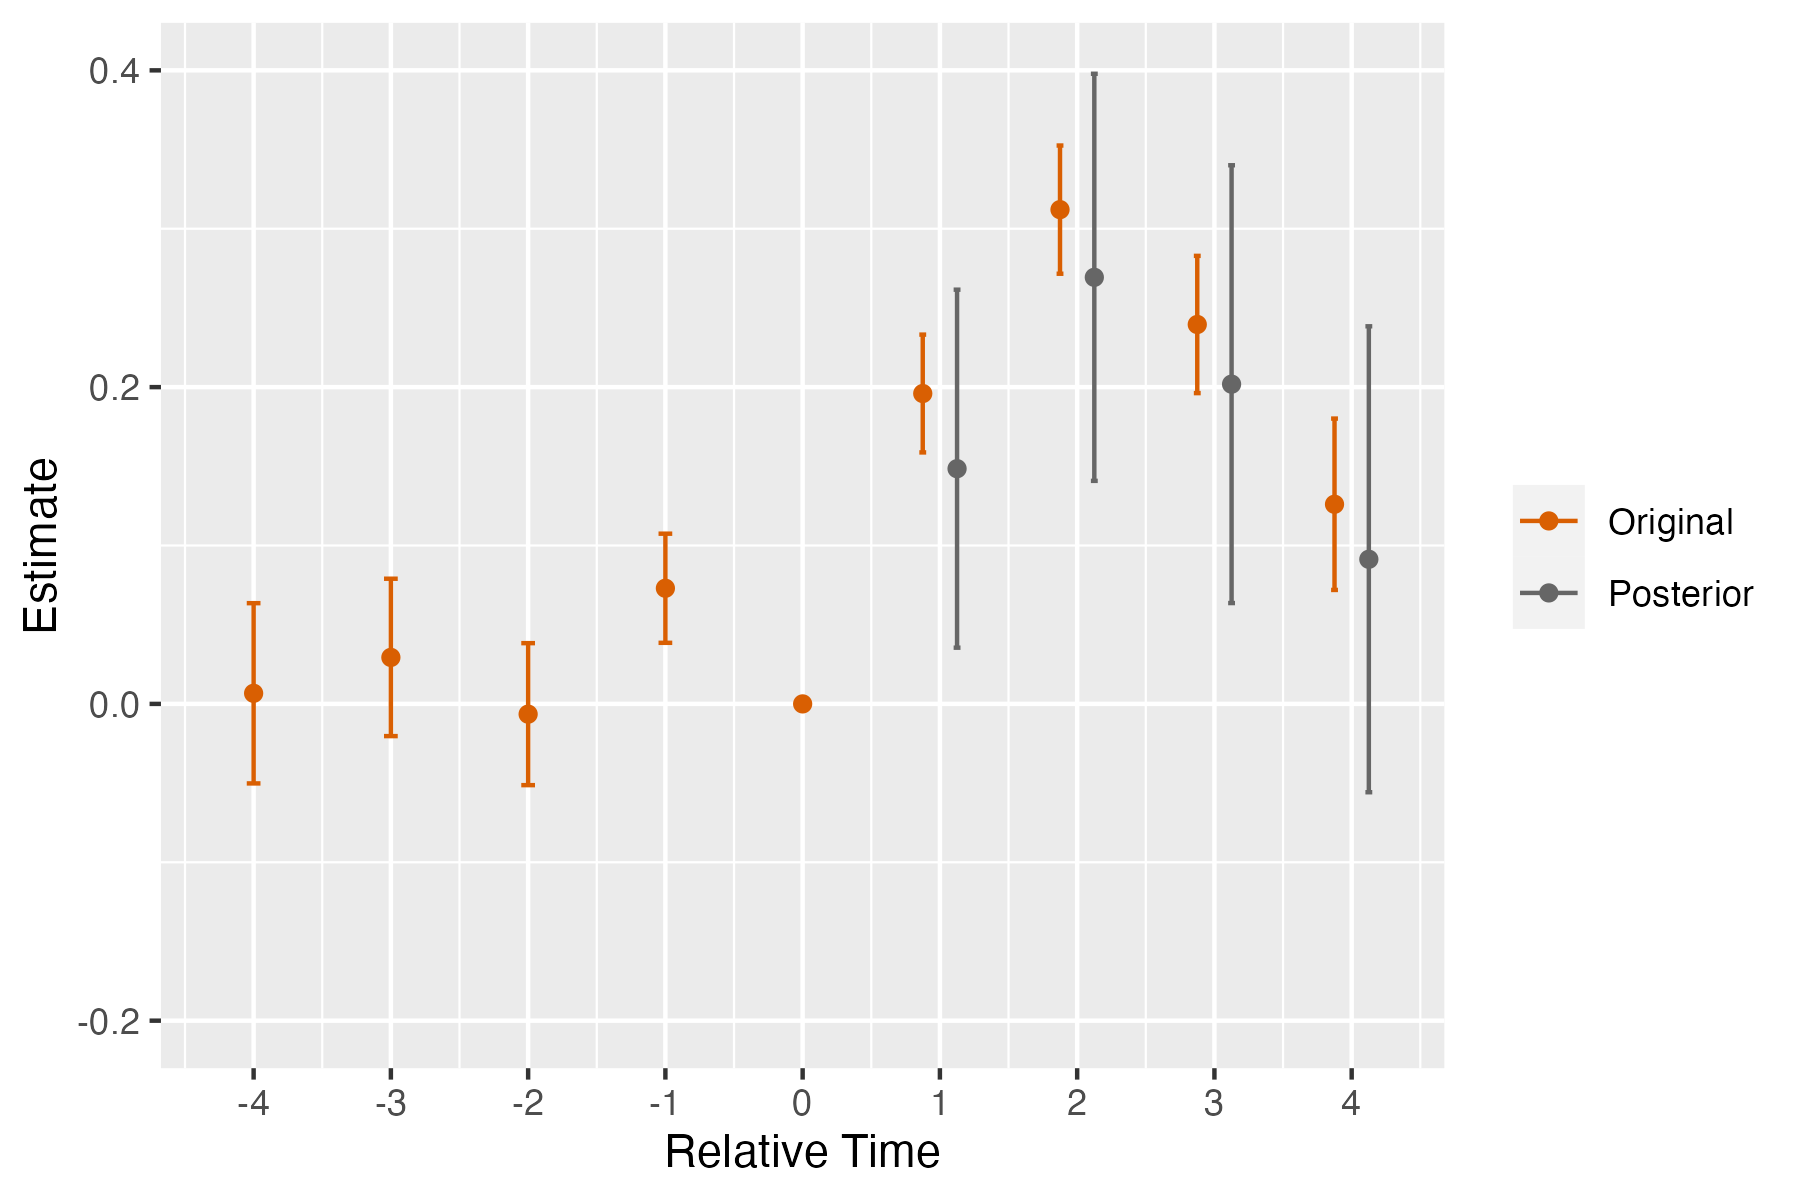 0.4
0.2
0.0
-0.2
Estimate
-4 -3 -2 -1 0 1 2 3 4
Relative Time
Original
Posterior